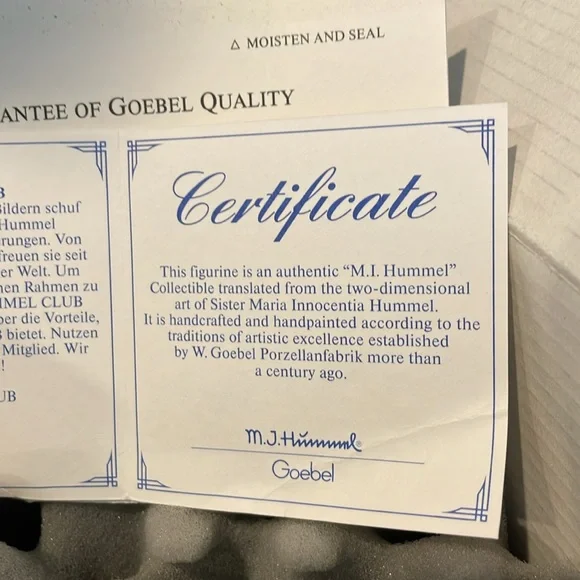 △ MOISTEN AND SEAL
ANTEE OF GOEBEL QUALITY
B
ildern schuf
Hummel
rungen. Von
freuen sie seit
er Welt. Um
nen Rahmen zu
MMEL CLUB
ber die Vorteile,
B bietet. Nutzen
Mitglied. Wir
!
UB
Certificate
This figurine is an authentic “M.I. Hummel”
Collectible translated from the two-dimensional
art of Sister Maria Innocentia Hummel.
It is handcrafted and handpainted according to the
traditions of artistic excellence established
by W. Goebel Porzellanfabrik more than
a century ago.
M.J.Hummel®
Goebel